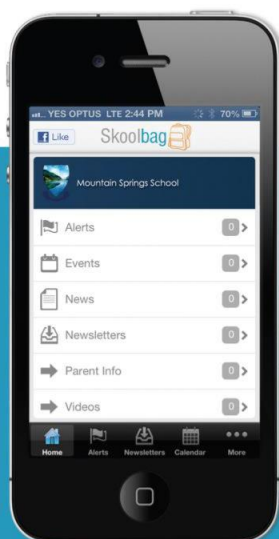 YES OPTUS LTE 2:44 PM 70%
Like Skoolbag
Mountain Springs School
Alerts 0
Events 0
News 0
Newsletters 0
Parent Info 0
Videos 0
Home Alerts Newsletters Calendar More